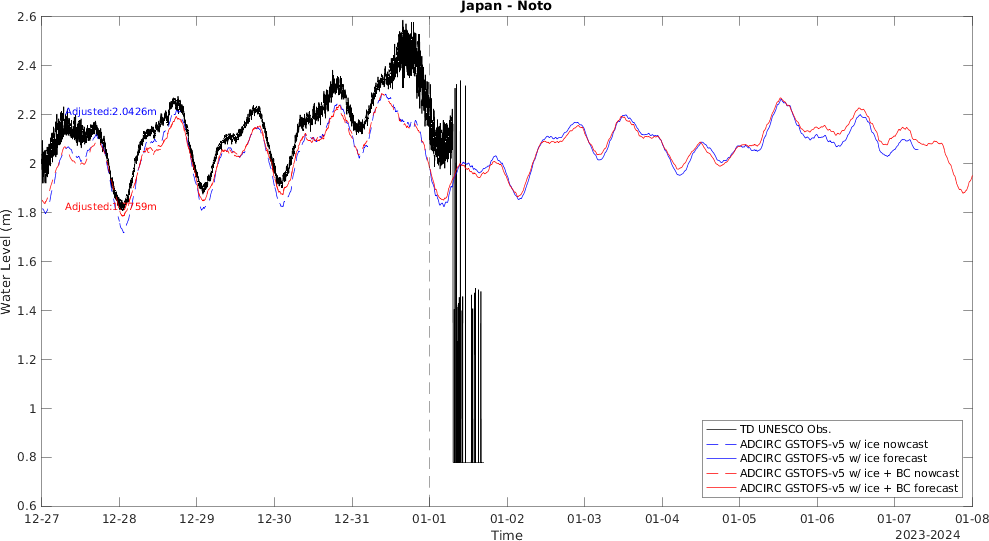 Japan - Noto
2.6
2.4
2.2
2
1.8
1.6
1.4
1.2
1
0.8
0.6
Water Level (m)
Adjusted:2.0426m
12-27
12-28
12-29
12-30
12-31
01-01
01-02
01-03
01-04
01-05
01-06
01-07
01-08
Time
2023-2024
TD UNESCO Obs.
ADCIRC GSTOFS-v5 w/ ice nowcast
ADCIRC GSTOFS-v5 w/ ice forecast
ADCIRC GSTOFS-v5 w/ ice + BC nowcast
ADCIRC GSTOFS-v5 w/ ice + BC forecast